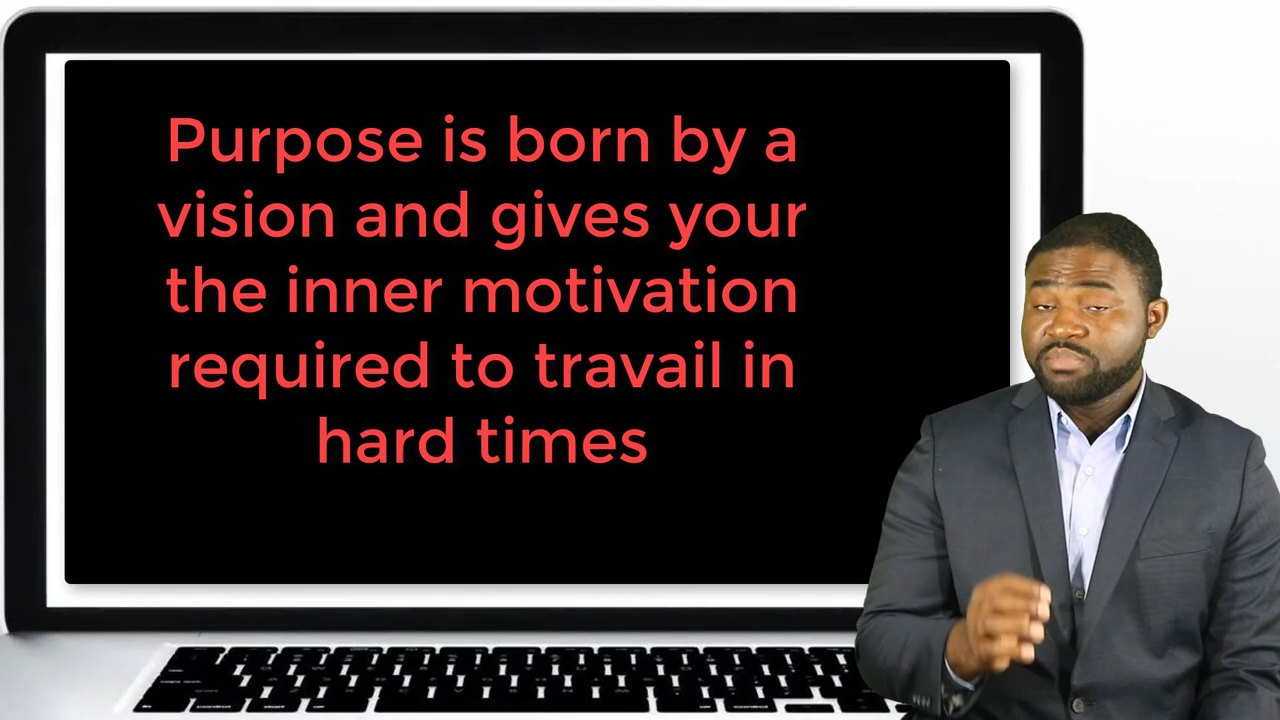 Purpose is born by a
vision and gives your
the inner motivation
required to travail in
hard times